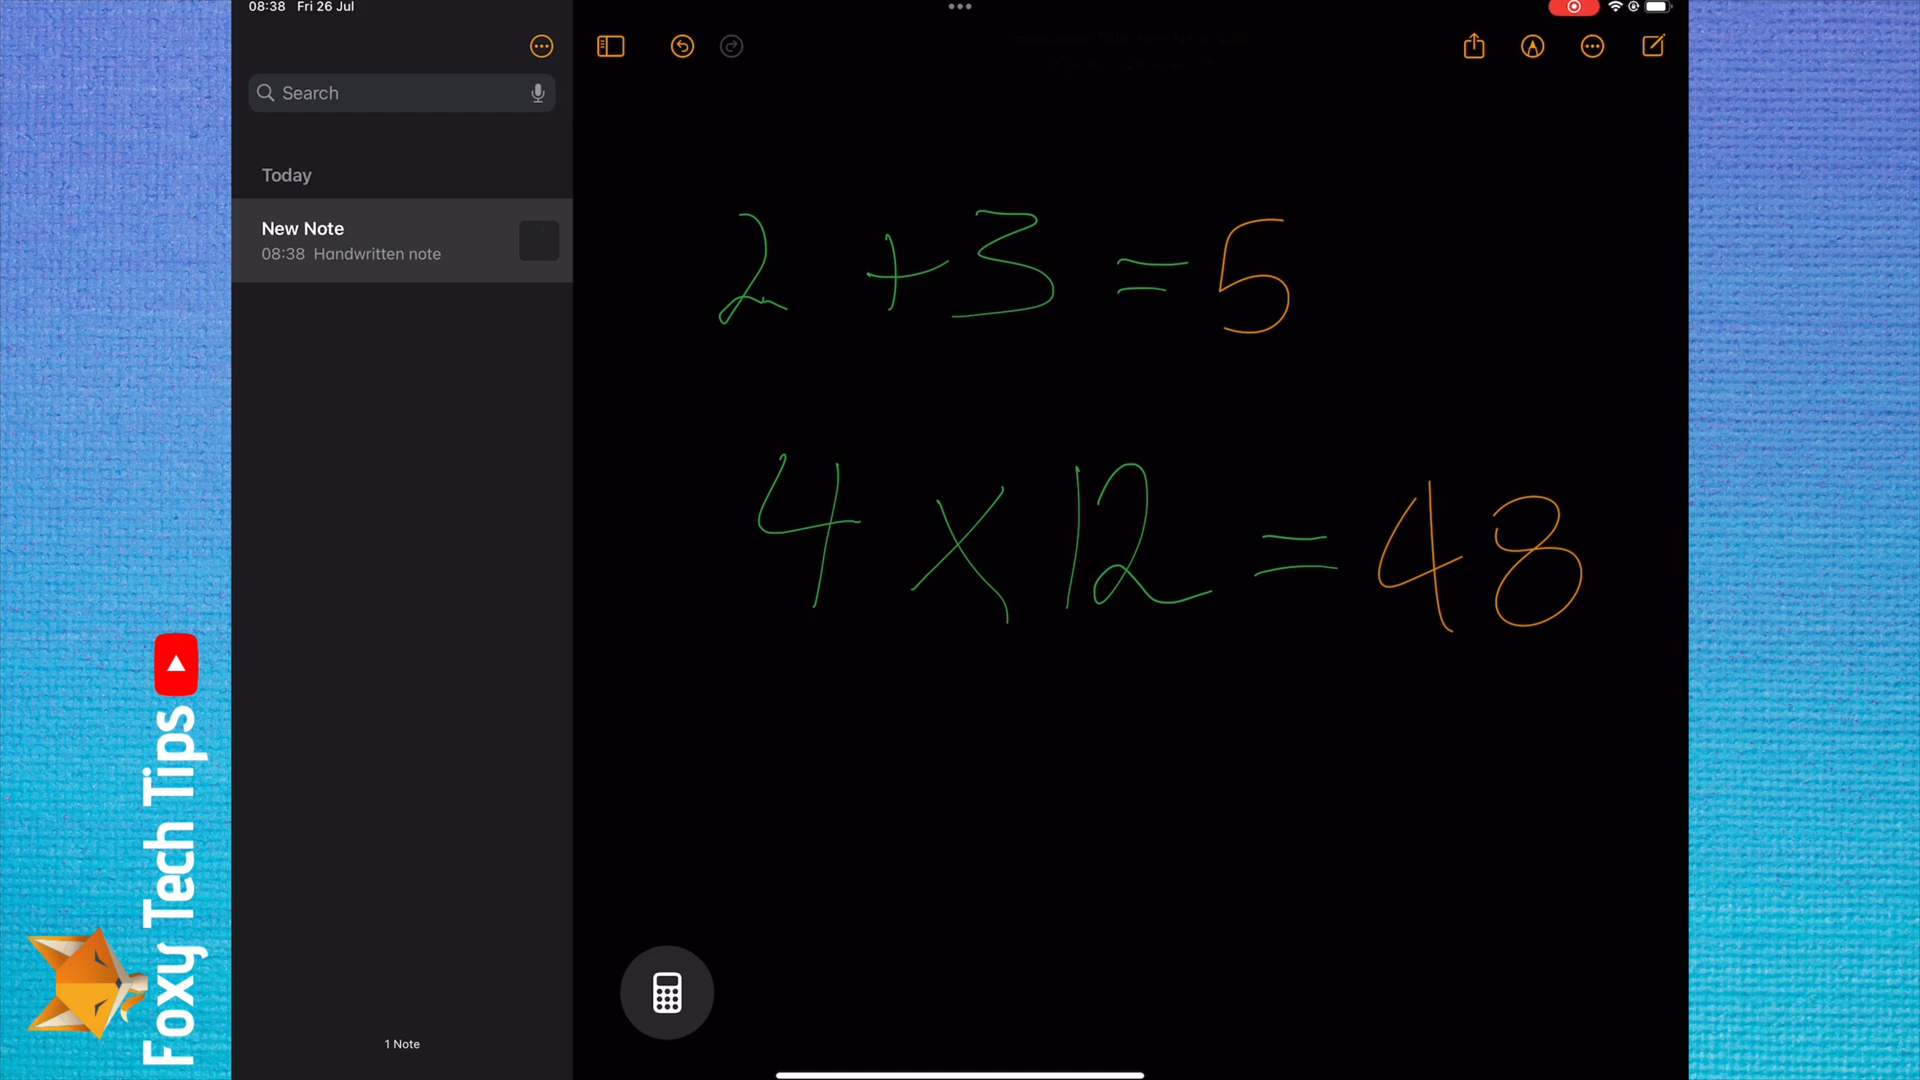 08:38 Fri 26 Jul
Search
Today
New Note
08:38 Handwritten note
1 Note
2 + 3 = 5
4 x 12 = 48
Foxy Tech Tips